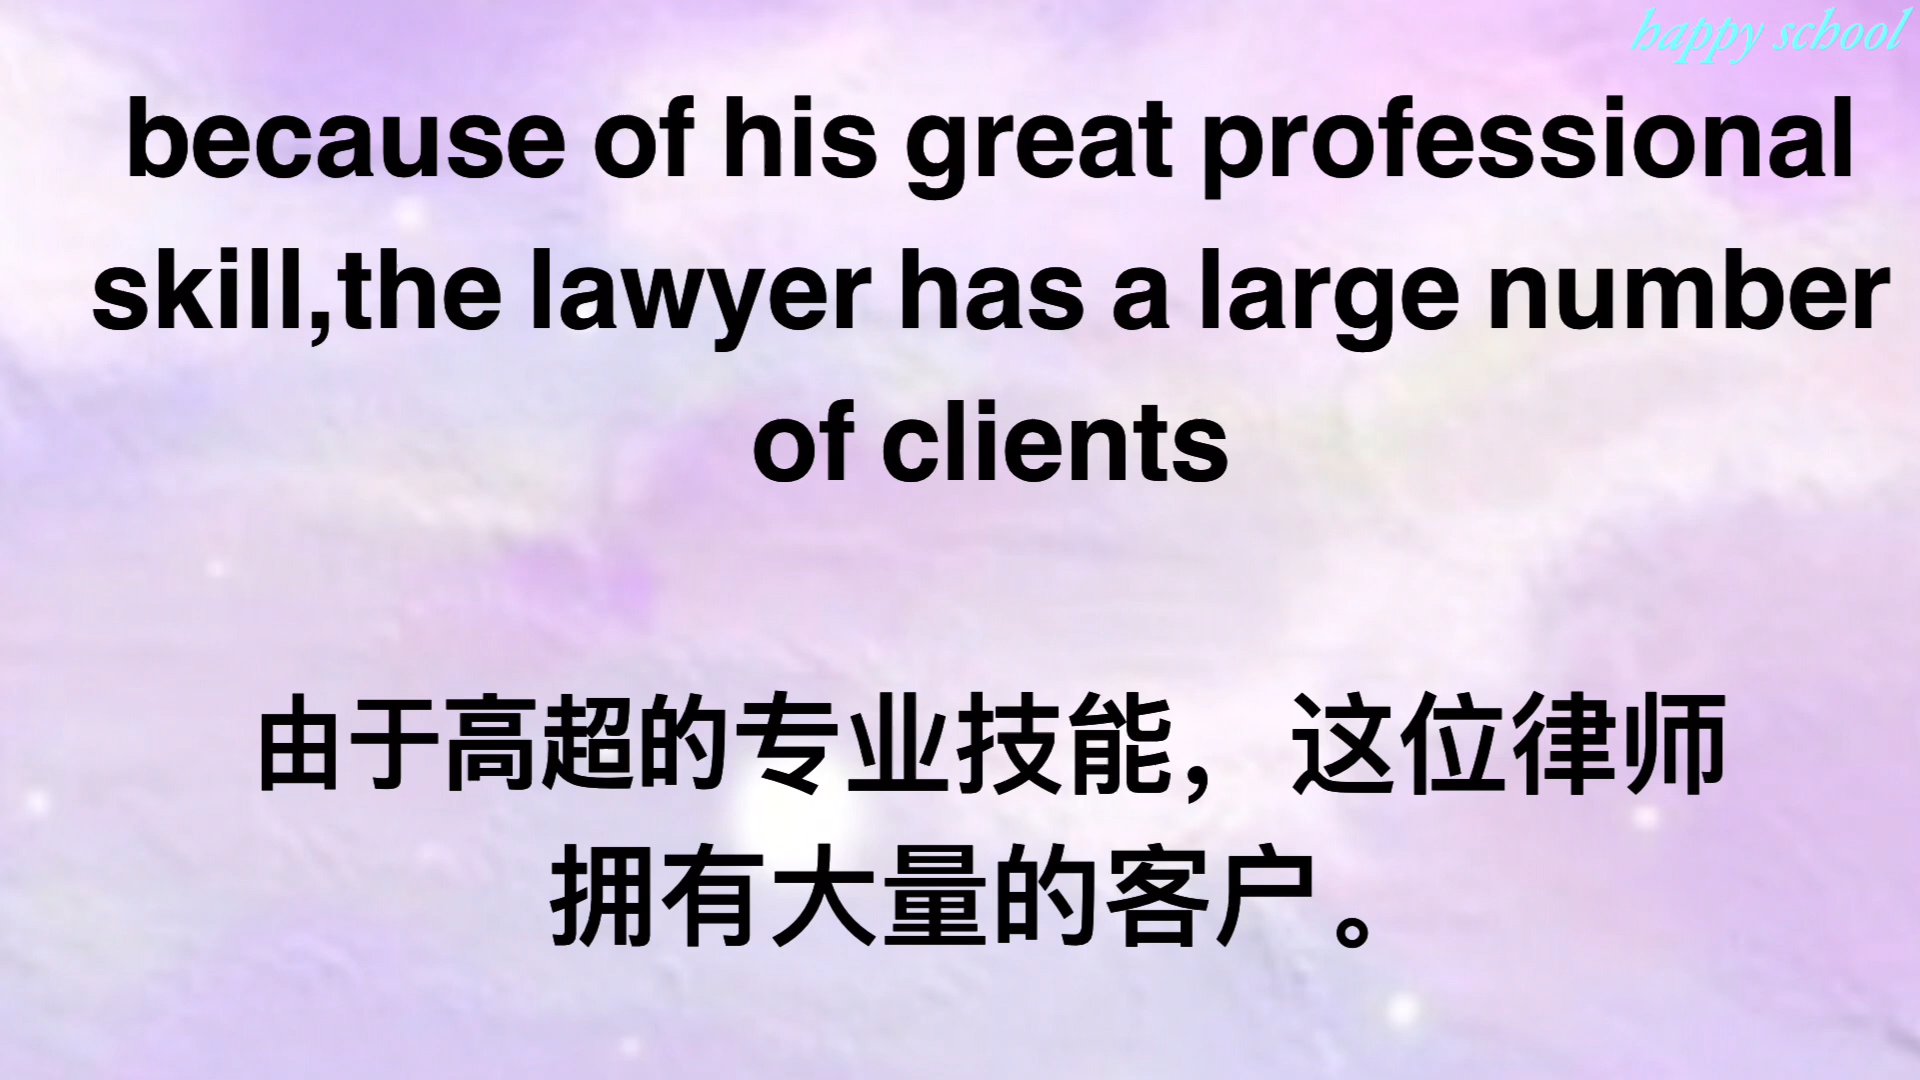 happy school
because of his great professional
skill,the lawyer has a large number
of clients
由于高超的专业技能，这位律师
拥有大量的客户。